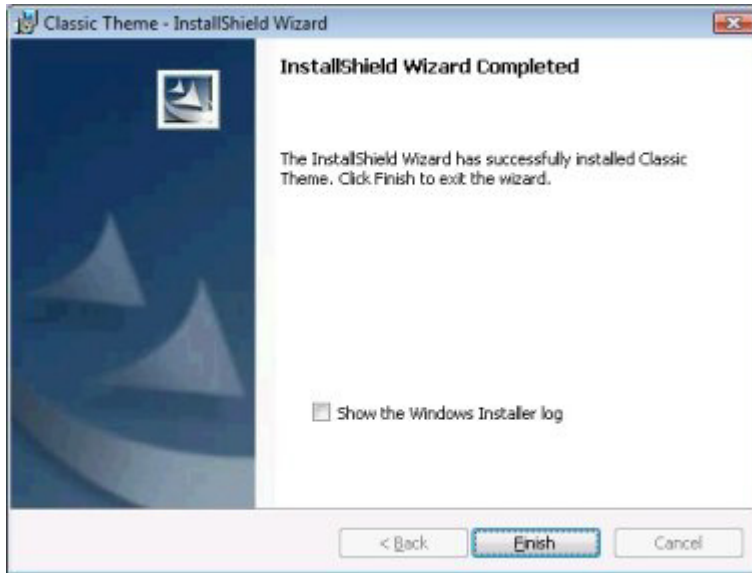 Classic Theme - InstallShield Wizard
InstallShield Wizard Completed
The InstallShield Wizard has successfully installed Classic
Theme. Click Finish to exit the wizard.
Show the Windows Installer log
< Back Finish Cancel